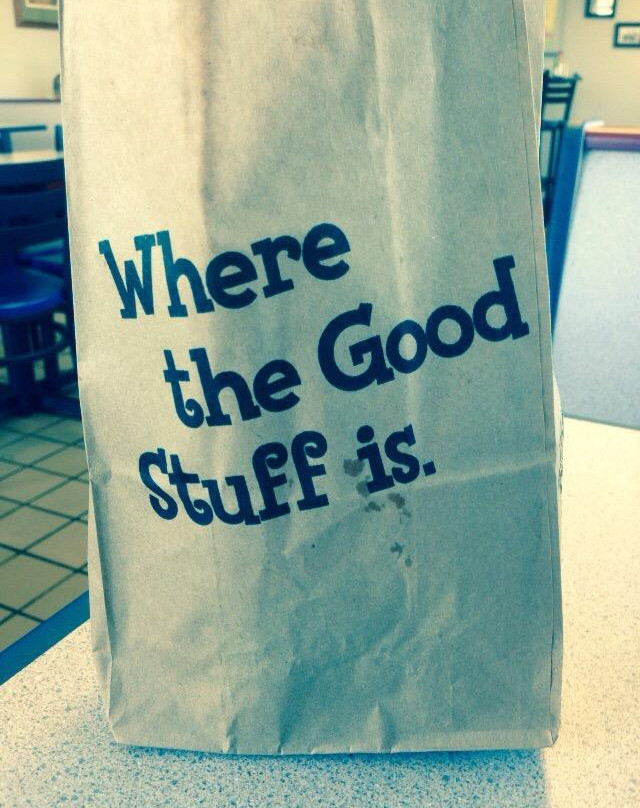 Where
the Good
Stuff is.